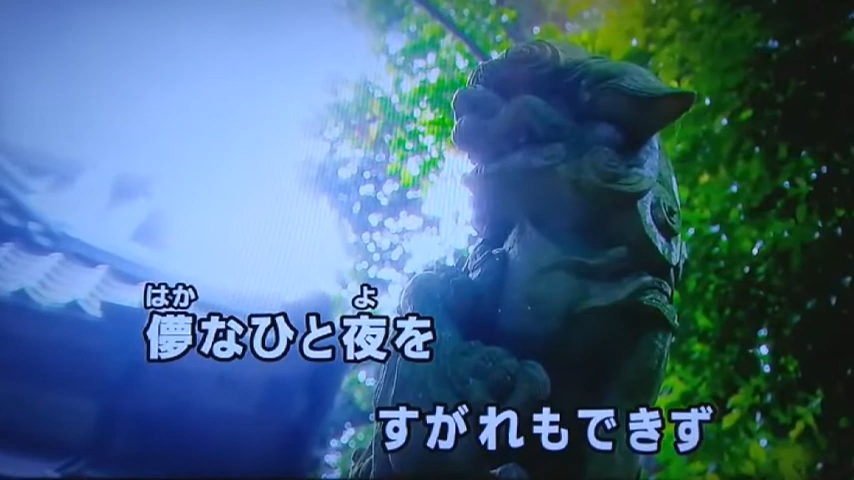 はか よ
儚なひと夜を
すがれもできず